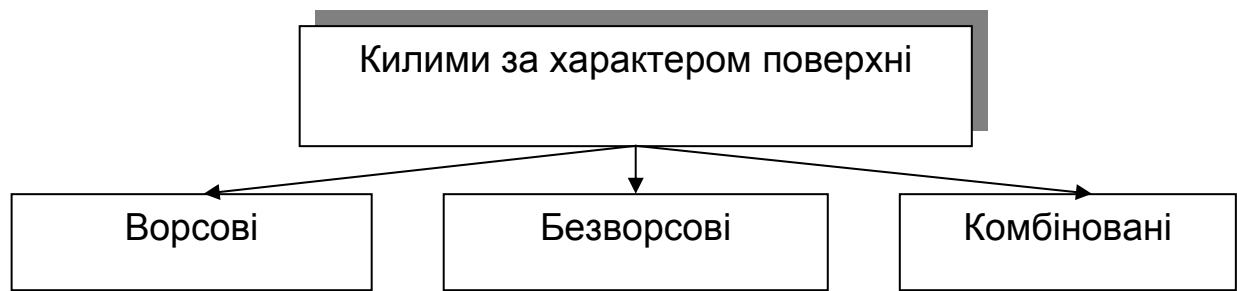 Килими за характером поверхні
Ворсові
Безворсові
Комбіновані